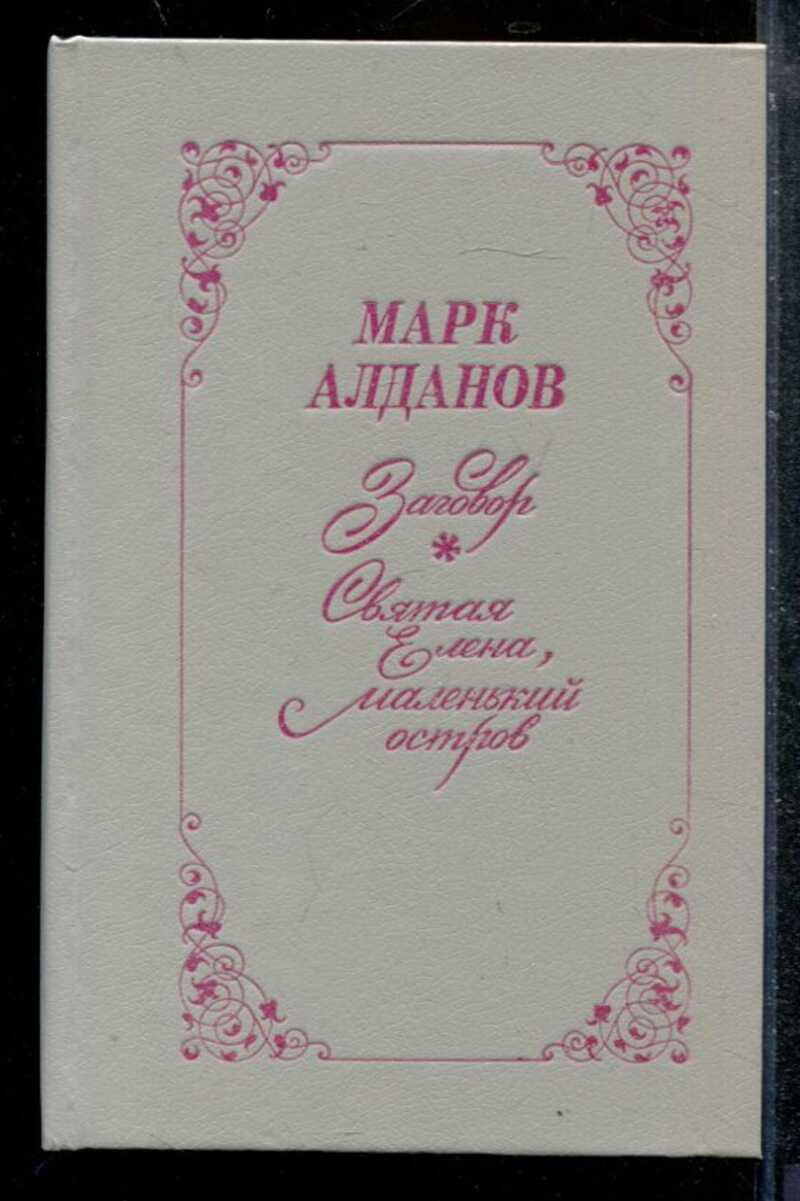 МАРК
АЛДАНОВ
Заговор
*
Святая
Елена,
маленький
остров